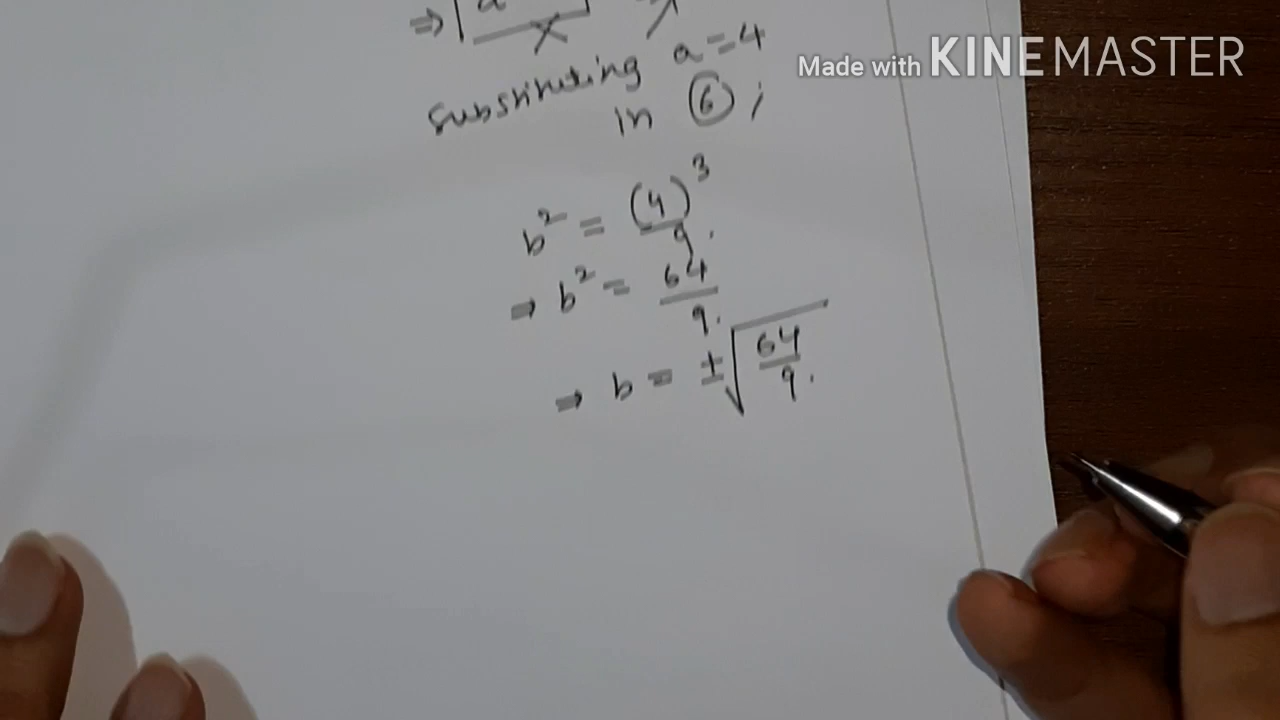 ⇒ a
substituting a=4
in ⑥ ;
Made with KINEMASTER
b² = (4)³/9.
⇒ b² = 64/9.
⇒ b = ±√(64/9).